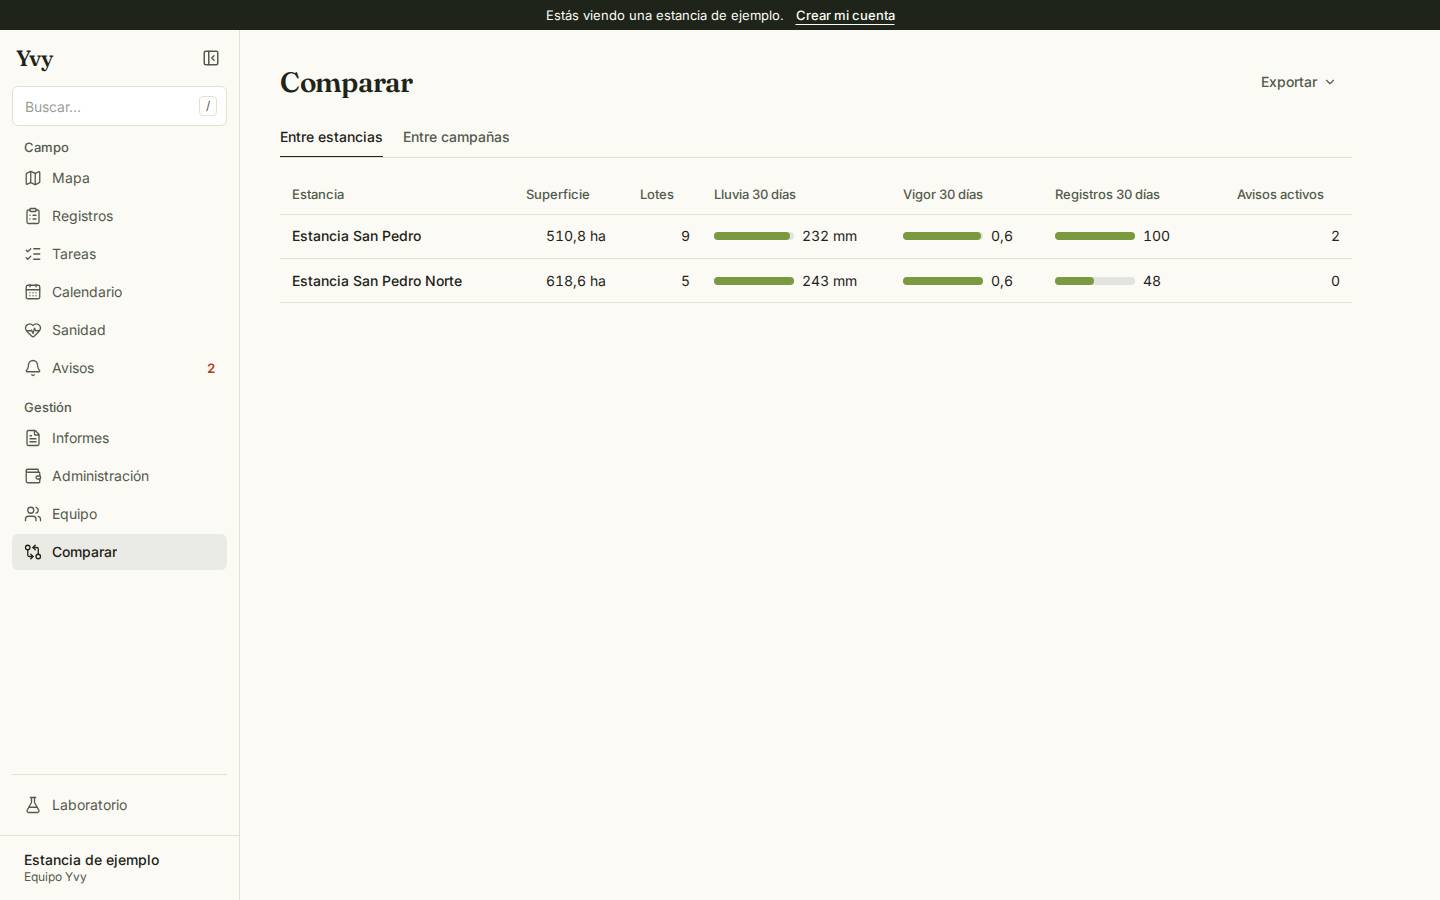 Estás viendo una estancia de ejemplo. Crear mi cuenta
Yvy
Buscar... /
Campo
Mapa
Registros
Tareas
Calendario
Sanidad
Avisos 2
Gestión
Informes
Administración
Equipo
Comparar
Laboratorio
Estancia de ejemplo
Equipo Yvy
Comparar
Exportar
Entre estancias Entre campañas
Estancia Superficie Lotes Lluvia 30 días Vigor 30 días Registros 30 días Avisos activos
Estancia San Pedro 510,8 ha 9 232 mm 0,6 100 2
Estancia San Pedro Norte 618,6 ha 5 243 mm 0,6 48 0